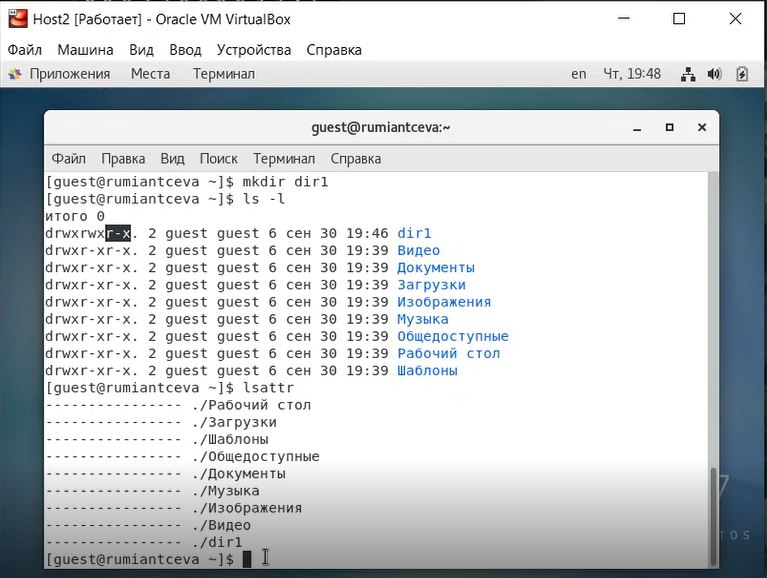 Host2 [Работает] - Oracle VM VirtualBox
Файл Машина Вид Ввод Устройства Справка
Приложения Места Терминал en Чт, 19:48
guest@rumiantceva:~
Файл Правка Вид Поиск Терминал Справка
[guest@rumiantceva ~]$ mkdir dir1
[guest@rumiantceva ~]$ ls -l
итого 0
drwxrwxr-x. 2 guest guest 6 сен 30 19:46 dir1
drwxr-xr-x. 2 guest guest 6 сен 30 19:39 Видео
drwxr-xr-x. 2 guest guest 6 сен 30 19:39 Документы
drwxr-xr-x. 2 guest guest 6 сен 30 19:39 Загрузки
drwxr-xr-x. 2 guest guest 6 сен 30 19:39 Изображения
drwxr-xr-x. 2 guest guest 6 сен 30 19:39 Музыка
drwxr-xr-x. 2 guest guest 6 сен 30 19:39 Общедоступные
drwxr-xr-x. 2 guest guest 6 сен 30 19:39 Рабочий стол
drwxr-xr-x. 2 guest guest 6 сен 30 19:39 Шаблоны
[guest@rumiantceva ~]$ lsattr
---------------- ./Рабочий стол
---------------- ./Загрузки
---------------- ./Шаблоны
---------------- ./Общедоступные
---------------- ./Документы
---------------- ./Музыка
---------------- ./Изображения
---------------- ./Видео
---------------- ./dir1
[guest@rumiantceva ~]$
7